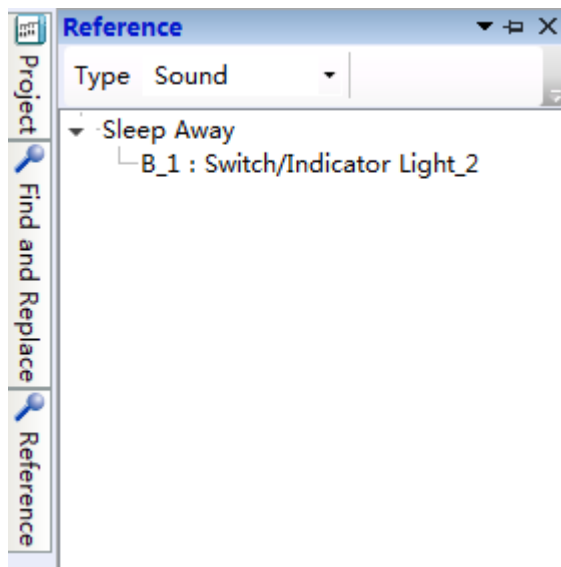 Reference
Type Sound
Sleep Away
B_1 : Switch/Indicator Light_2
Project
Find and Replace
Reference